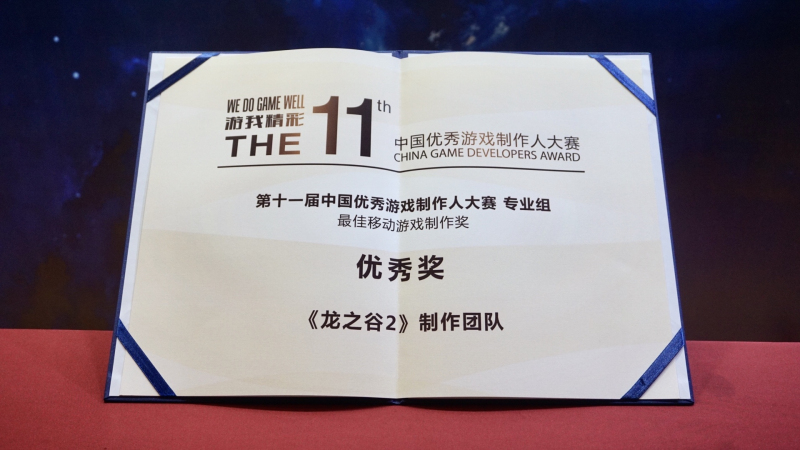 WE DO GAME WELL
游我精彩
THE 11th
中国优秀游戏制作人大赛
CHINA GAME DEVELOPERS AWARD
第十一届中国优秀游戏制作人大赛 专业组
最佳移动游戏制作奖
优秀奖
《龙之谷2》制作团队